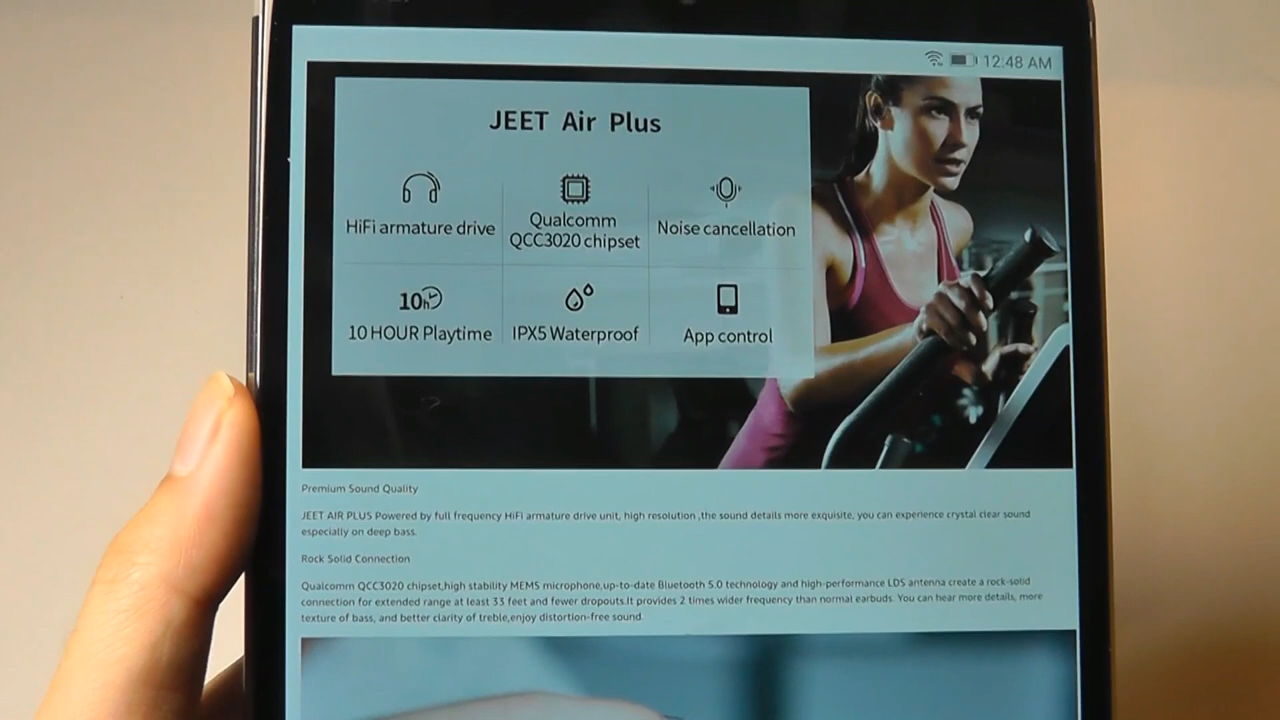 12:48 AM
JEET Air Plus
HiFi armature drive
Qualcomm
QCC3020 chipset
Noise cancellation
10h
10 HOUR Playtime
IPX5 Waterproof
App control
Premium Sound Quality
JEET AIR PLUS Powered by full frequency HiFi armature drive unit, high resolution ,the sound details more exquisite, you can experience crystal clear sound
especially on deep bass.
Rock Solid Connection
Qualcomm QCC3020 chipset,high stability MEMS microphone,up-to-date Bluetooth 5.0 technology and high-performance LDS antenna create a rock-solid
connection for extended range at least 33 feet and fewer dropouts.It provides 2 times wider frequency than normal earbuds. You can hear more details, more
texture of bass, and better clarity of treble,enjoy distortion-free sound.